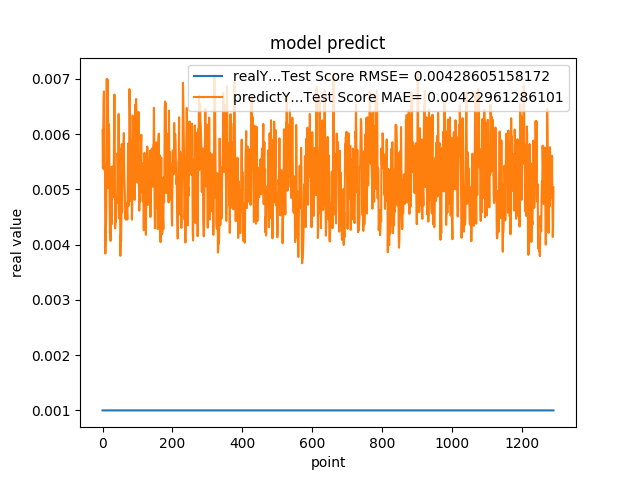 model predict
realY...Test Score RMSE= 0.00428605158172
predictY...Test Score MAE= 0.00422961286101
0.007
0.006
0.005
0.004
0.003
0.002
0.001
real value
0 200 400 600 800 1000 1200
point